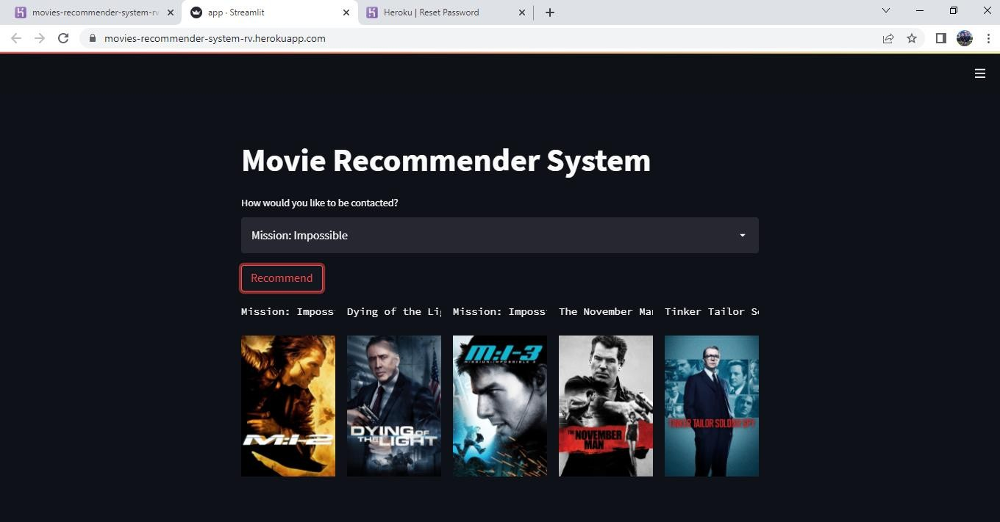 movies-recommender-system-rv
app · Streamlit
Heroku | Reset Password
movies-recommender-system-rv.herokuapp.com
Movie Recommender System
How would you like to be contacted?
Mission: Impossible
Recommend
Mission: Imposs
Dying of the Lig
Mission: Imposs
The November Man
Tinker Tailor So
M:I-2
DYING OF
THE LIGHT
M:I-3
MISSION: IMPOSSIBLE 3
THE NOVEMBER
MAN
TINKER TAILOR SOLDIER SPY